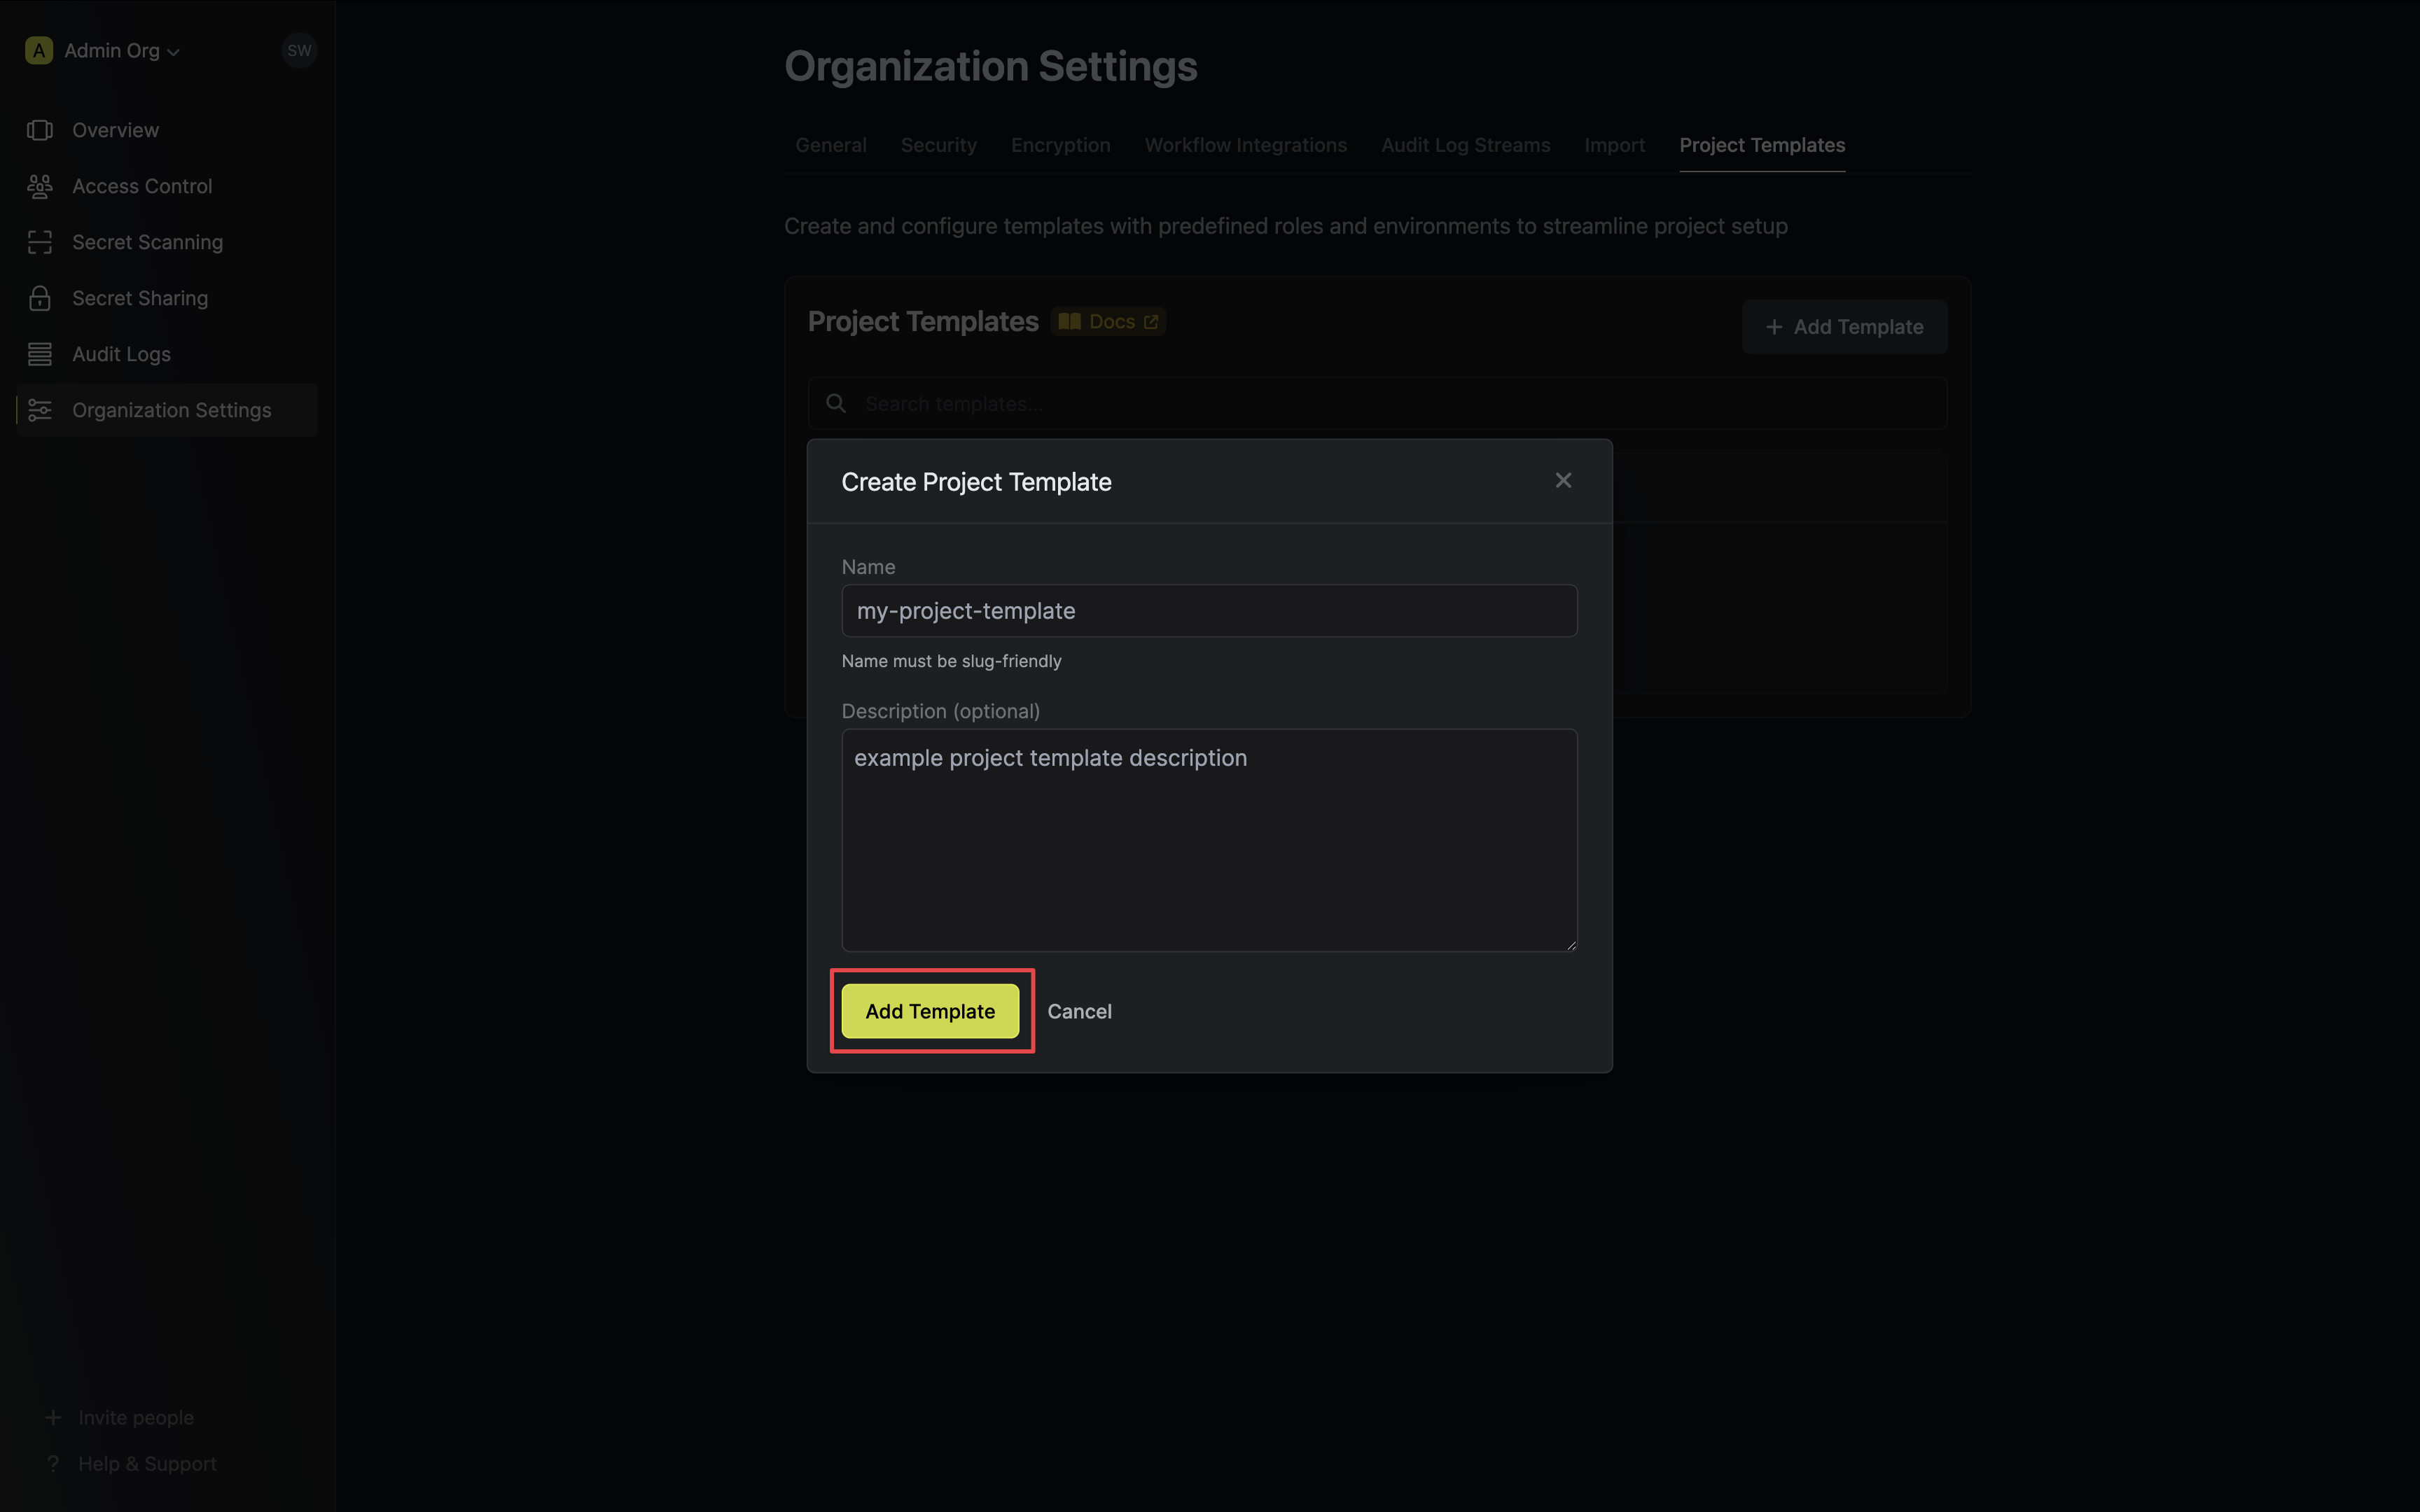 A Admin Org
SW
Overview
Access Control
Secret Scanning
Secret Sharing
Audit Logs
Organization Settings
Invite people
? Help & Support
Organization Settings
General Security Encryption Workflow Integrations Audit Log Streams Import Project Templates
Create and configure templates with predefined roles and environments to streamline project setup
Project Templates Docs
+ Add Template
Search templates...
Create Project Template
Name
my-project-template
Name must be slug-friendly
Description (optional)
example project template description
Add Template Cancel